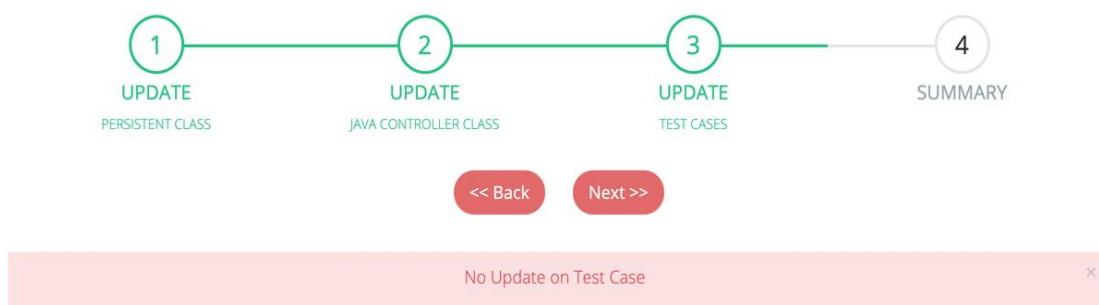 1
2
3
4
UPDATE
UPDATE
UPDATE
SUMMARY
PERSISTENT CLASS
JAVA CONTROLLER CLASS
TEST CASES
<< Back
Next >>
No Update on Test Case
×